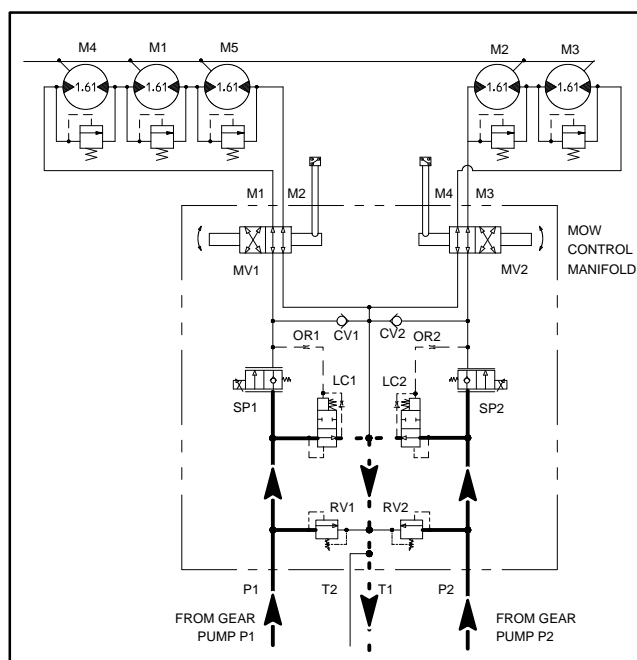 M4 M1 M5 M2 M3
1.61 1.61 1.61 1.61 1.61
M1 M2 M4 M3
MOW
CONTROL
MANIFOLD
MV1 MV2
CV1 CV2
OR1 OR2
LC1 LC2
SP1 SP2
RV1 RV2
P1 T2 T1 P2
FROM GEAR
PUMP P1
FROM GEAR
PUMP P2